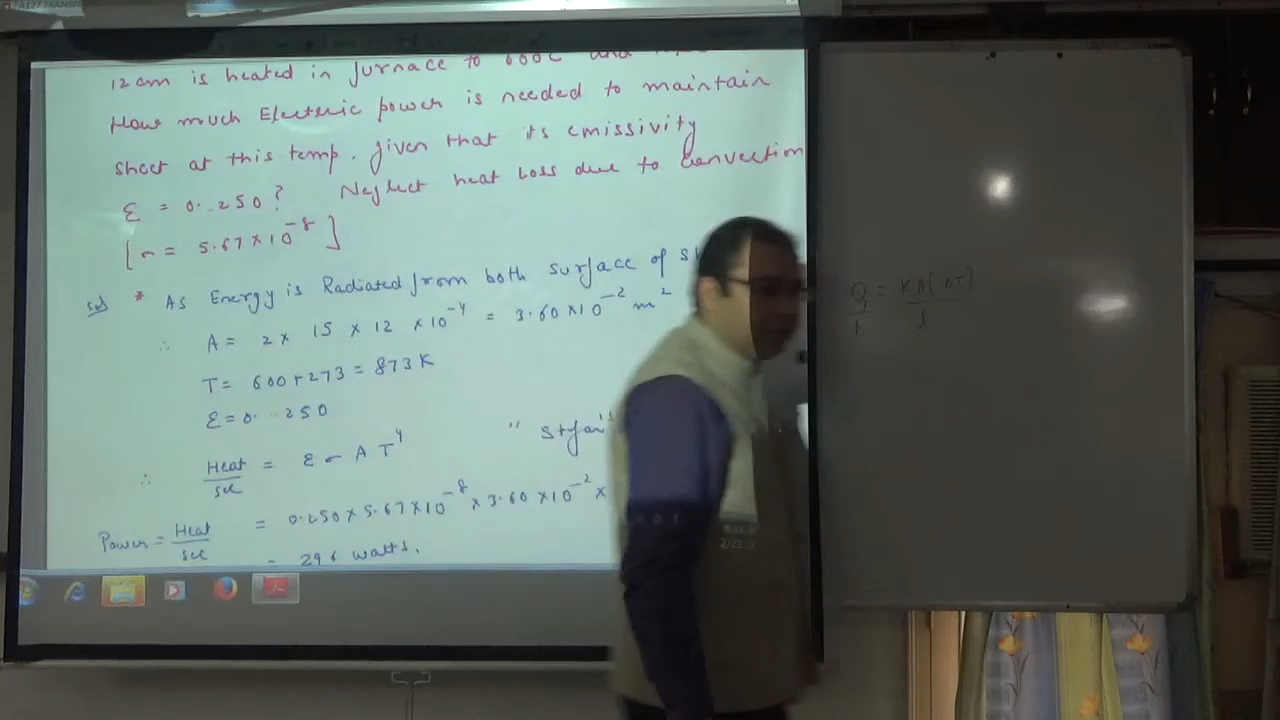 12 cm is heated in furnace to 600c and
How much Electric power is needed to maintain
sheet at this temp. given that its emissivity
ε = 0.250? Neglect heat Loss due to Convection
[σ = 5.67×10⁻⁸]
Sol * As Energy is Radiated from both surface of
∴ A = 2 × 15 × 12 × 10⁻⁴ = 3.60×10⁻² m²
T = 600+273 = 873 K
ε = 0.250
∴ Heat/sec = ε σ A T⁴
Power = Heat/sec = 0.250×5.67×10⁻⁸ × 3.60 ×10⁻² ×
= 296 watts.
Q/t = KA(ΔT)/l